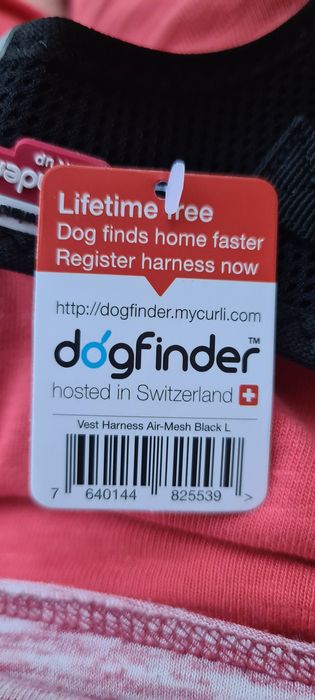 Lifetime free
Dog finds home faster
Register harness now
http://dogfinder.mycurli.com
dogfinder™
hosted in Switzerland
Vest Harness Air-Mesh Black L
7 640144 825539 >